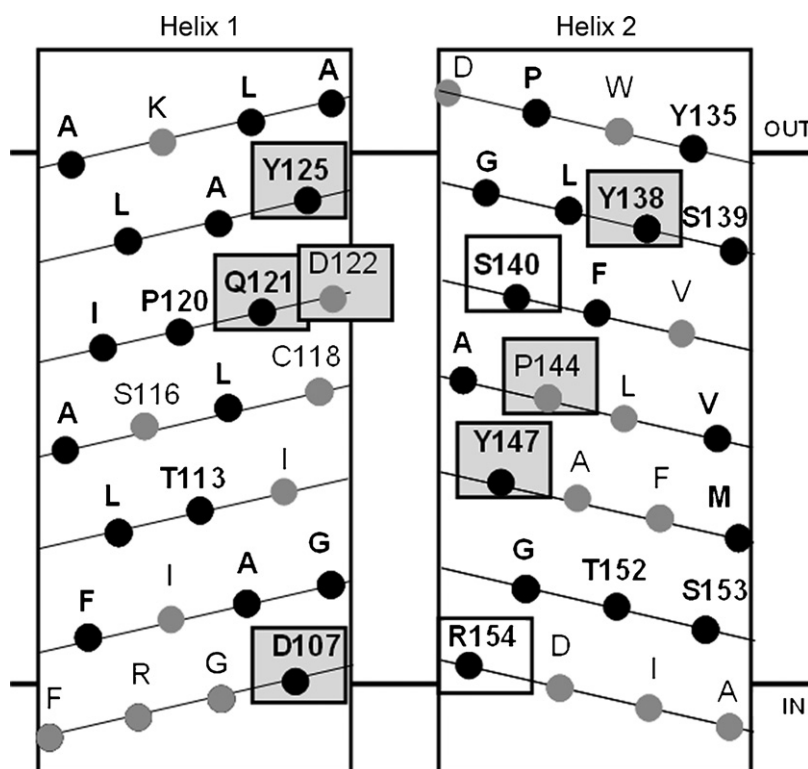 Helix 1
Helix 2
A K L A
D P W Y135
OUT
L A Y125
G L Y138 S139
I P120 Q121 D122
S140 F V
A S116 L C118
A P144 L V
L T113 I
Y147 A F M
F I A G
G T152 S153
F R G D107
R154 D I A
IN